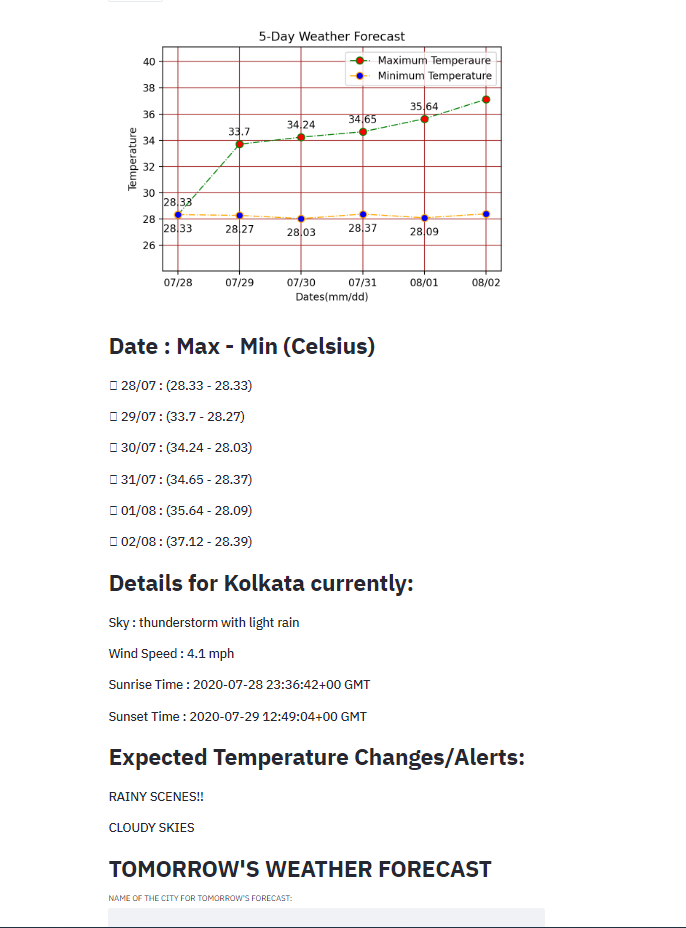 5-Day Weather Forecast
Maximum Temperaure
Minimum Temperature
40
38
36
34
32
30
28
26
Temperature
28.33
33.7
34.24
34.65
35.64
28.33
28.27
28.03
28.37
28.09
07/28 07/29 07/30 07/31 08/01 08/02
Dates(mm/dd)
Date : Max - Min (Celsius)
28/07 : (28.33 - 28.33)
29/07 : (33.7 - 28.27)
30/07 : (34.24 - 28.03)
31/07 : (34.65 - 28.37)
01/08 : (35.64 - 28.09)
02/08 : (37.12 - 28.39)
Details for Kolkata currently:
Sky : thunderstorm with light rain
Wind Speed : 4.1 mph
Sunrise Time : 2020-07-28 23:36:42+00 GMT
Sunset Time : 2020-07-29 12:49:04+00 GMT
Expected Temperature Changes/Alerts:
RAINY SCENES!!
CLOUDY SKIES
TOMORROW'S WEATHER FORECAST
NAME OF THE CITY FOR TOMORROW'S FORECAST: